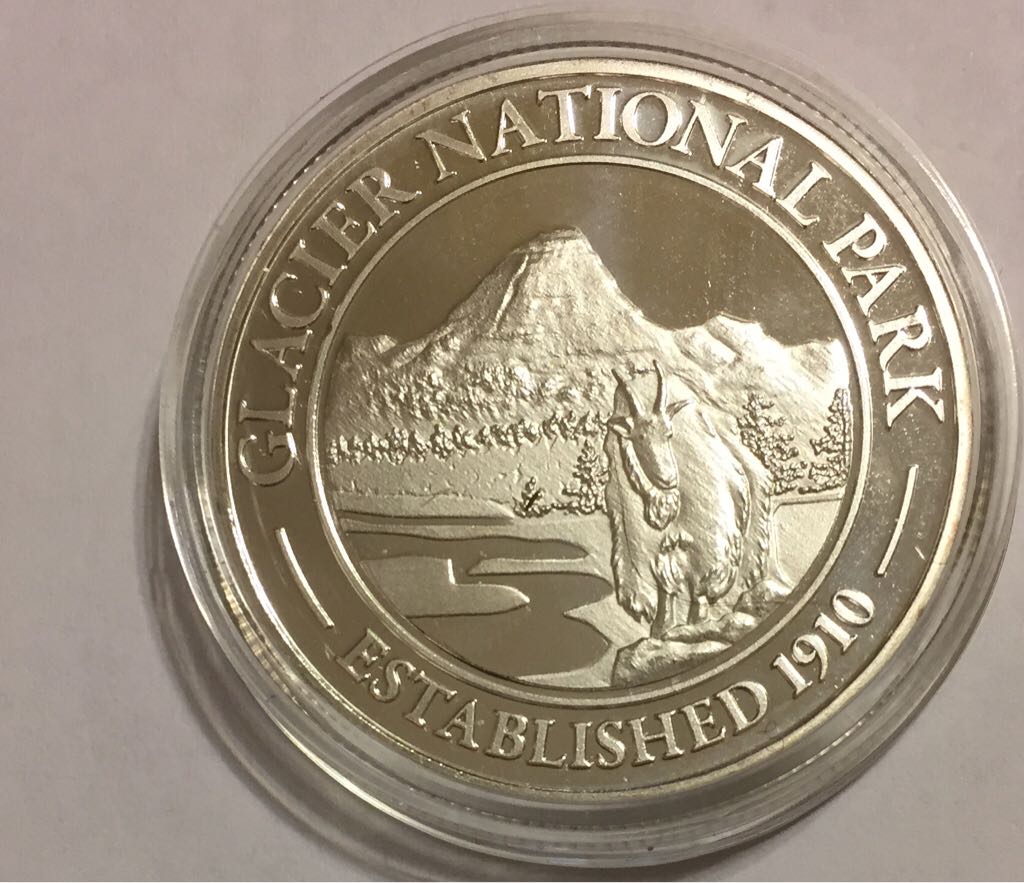 GLACIER NATIONAL PARK
ESTABLISHED 1910